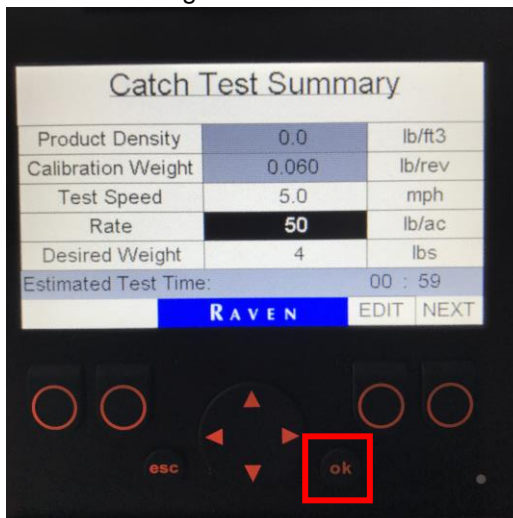 Catch Test Summary
Product Density 0.0 lb/ft3
Calibration Weight 0.060 lb/rev
Test Speed 5.0 mph
Rate 50 lb/ac
Desired Weight 4 lbs
Estimated Test Time: 00 : 59
RAVEN EDIT NEXT
esc ok